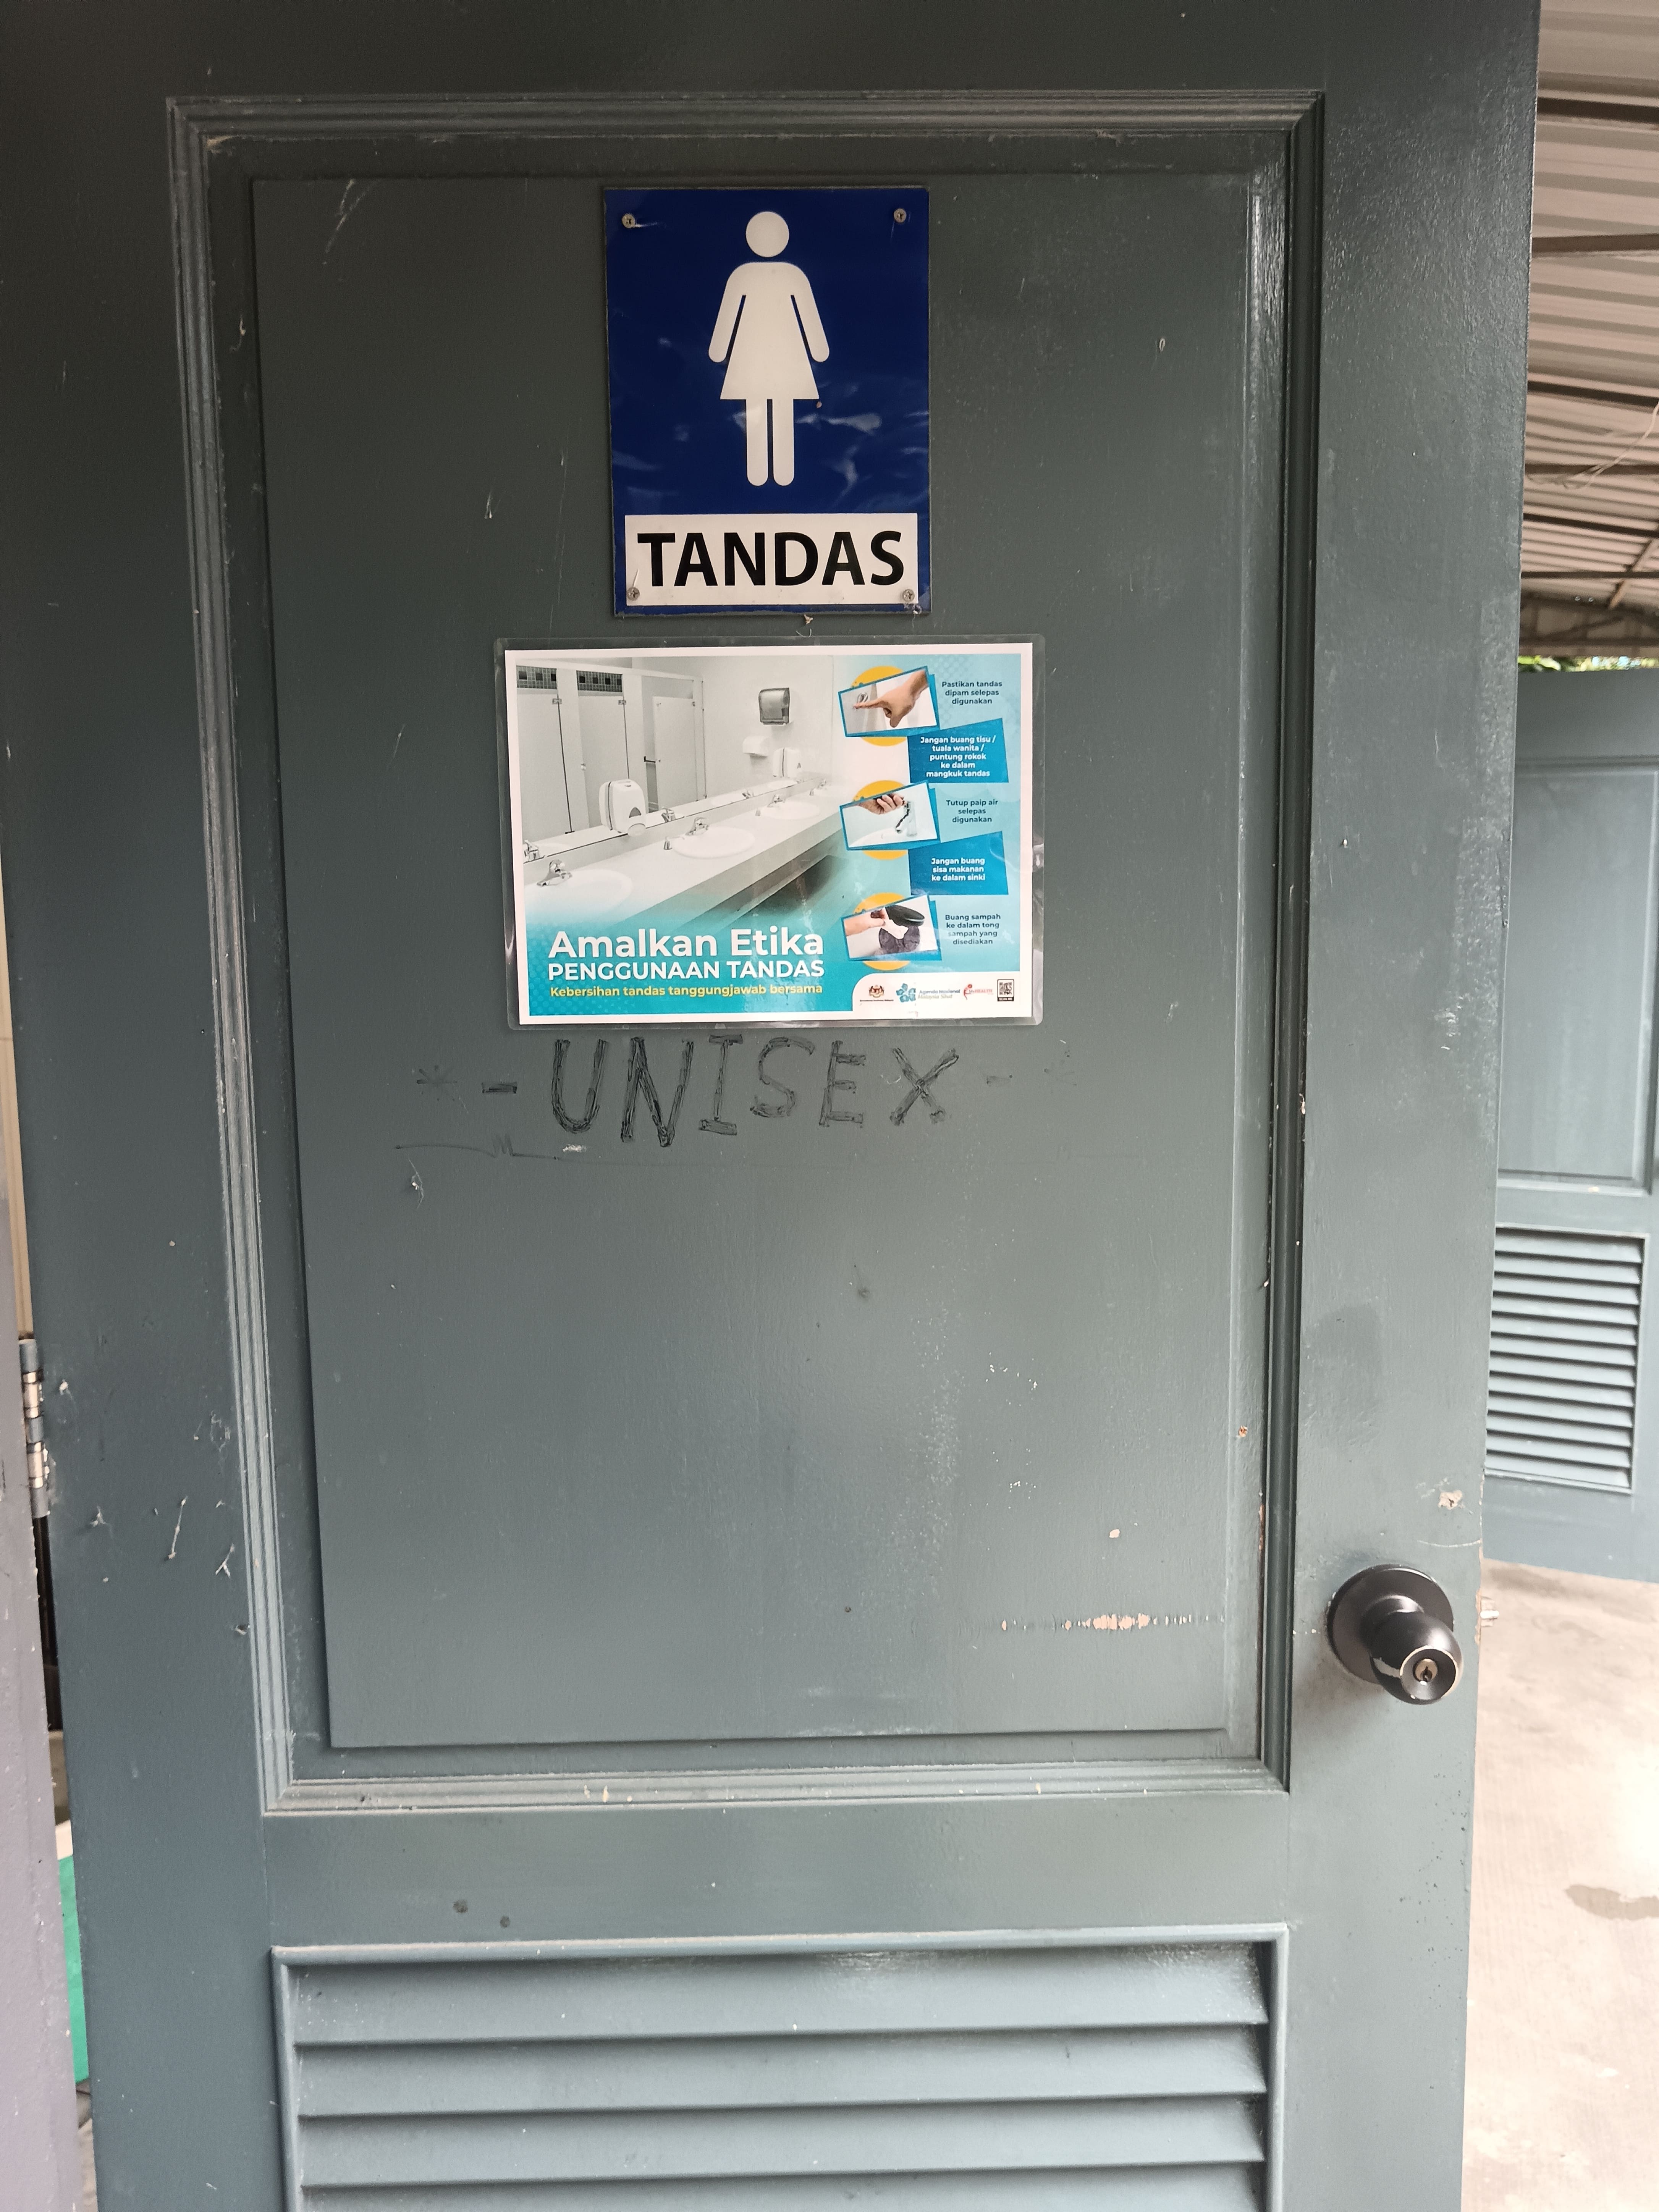 TANDAS
Pastikan tandas
dipam selepas
digunakan
Jangan buang tisu /
tuala wanita /
puntung rokok
ke dalam
mangkuk tandas
Tutup paip air
selepas
digunakan
Jangan buang
sisa makanan
ke dalam sinki
Buang sampah
ke dalam tong
sampah yang
disediakan
Amalkan Etika
PENGGUNAAN TANDAS
Kebersihan tandas tanggungjawab bersama
* - UNISEX - *